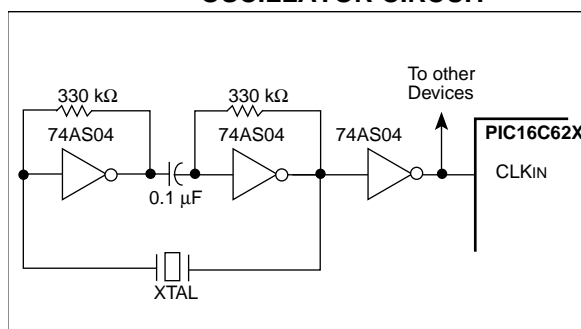 OSCILLATOR CIRCUIT
330 kΩ
330 kΩ
To other
Devices
74AS04
74AS04
74AS04
PIC16C62X
CLKIN
0.1 µF
XTAL